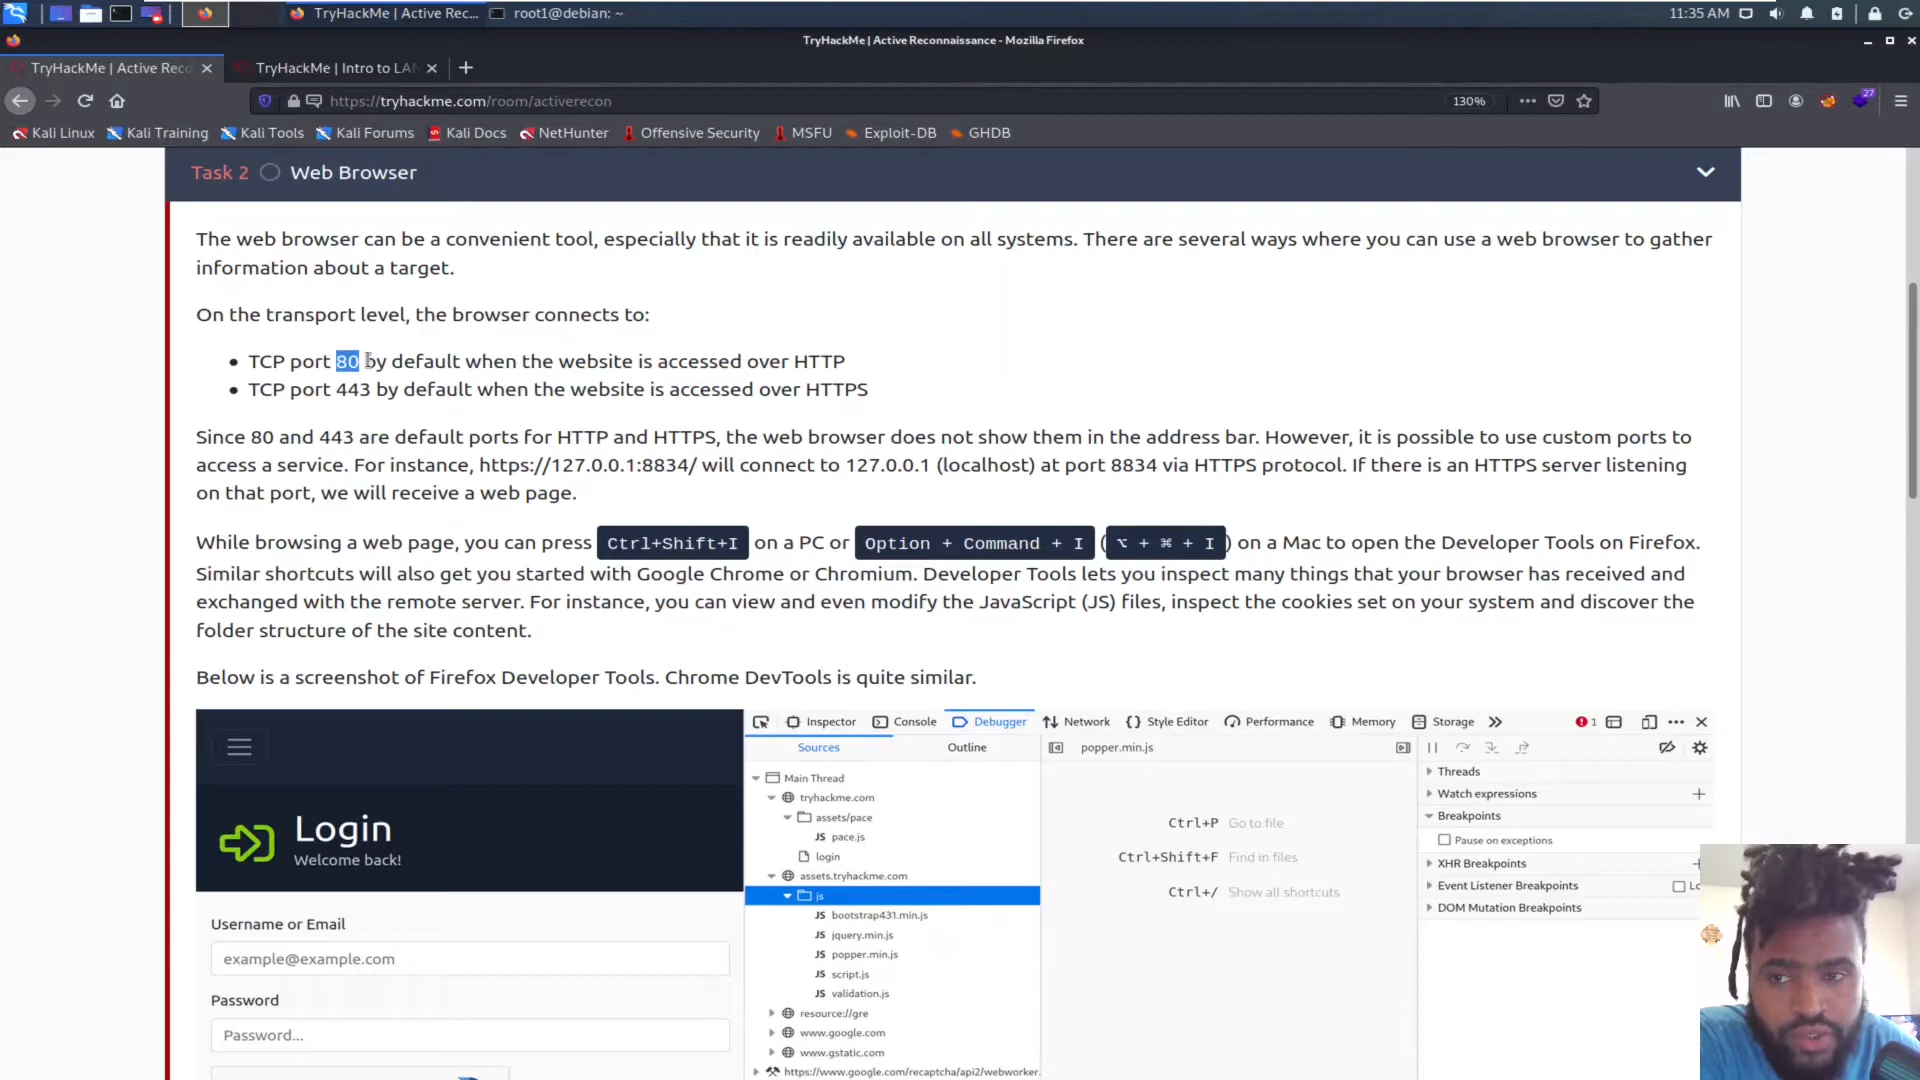 TryHackMe | Active Rec...
root1@debian: ~
11:35 AM
TryHackMe | Active Reconnaissance - Mozilla Firefox
TryHackMe | Active Reco
TryHackMe | Intro to LAN
https://tryhackme.com/room/activerecon
130%
27
Kali Linux
Kali Training
Kali Tools
Kali Forums
Kali Docs
NetHunter
Offensive Security
MSFU
Exploit-DB
GHDB
Task 2
Web Browser
The web browser can be a convenient tool, especially that it is readily available on all systems. There are several ways where you can use a web browser to gather
information about a target.
On the transport level, the browser connects to:
• TCP port 80 by default when the website is accessed over HTTP
• TCP port 443 by default when the website is accessed over HTTPS
Since 80 and 443 are default ports for HTTP and HTTPS, the web browser does not show them in the address bar. However, it is possible to use custom ports to
access a service. For instance, https://127.0.0.1:8834/ will connect to 127.0.0.1 (localhost) at port 8834 via HTTPS protocol. If there is an HTTPS server listening
on that port, we will receive a web page.
While browsing a web page, you can press Ctrl+Shift+I on a PC or Option + Command + I (⌥ + ⌘ + I) on a Mac to open the Developer Tools on Firefox.
Similar shortcuts will also get you started with Google Chrome or Chromium. Developer Tools lets you inspect many things that your browser has received and
exchanged with the remote server. For instance, you can view and even modify the JavaScript (JS) files, inspect the cookies set on your system and discover the
folder structure of the site content.
Below is a screenshot of Firefox Developer Tools. Chrome DevTools is quite similar.
Inspector
Console
Debugger
Network
Style Editor
Performance
Memory
Storage
1
Sources
Outline
popper.min.js
Main Thread
tryhackme.com
assets/pace
JS pace.js
login
assets.tryhackme.com
js
JS bootstrap431.min.js
JS jquery.min.js
JS popper.min.js
JS script.js
JS validation.js
resource://gre
www.google.com
www.gstatic.com
https://www.google.com/recaptcha/api2/webworker.
Ctrl+P Go to file
Ctrl+Shift+F Find in files
Ctrl+/ Show all shortcuts
Threads
Watch expressions
Breakpoints
Pause on exceptions
XHR Breakpoints
Event Listener Breakpoints
Lo
DOM Mutation Breakpoints
Login
Welcome back!
Username or Email
example@example.com
Password
Password...